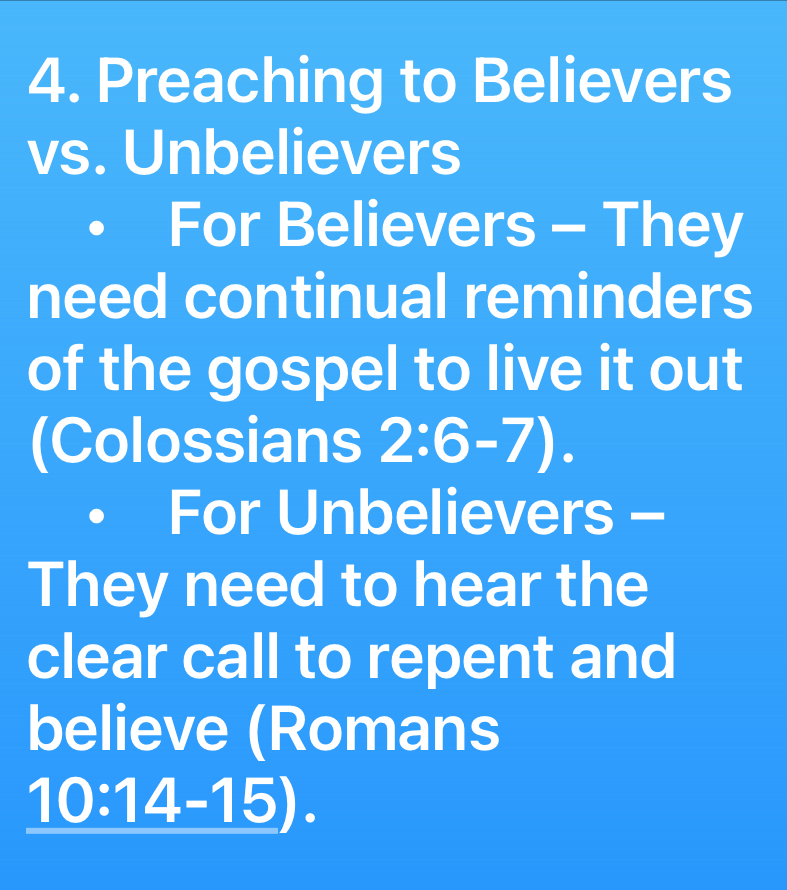 4. Preaching to Believers
vs. Unbelievers
• For Believers – They
need continual reminders
of the gospel to live it out
(Colossians 2:6-7).
• For Unbelievers –
They need to hear the
clear call to repent and
believe (Romans
10:14-15).